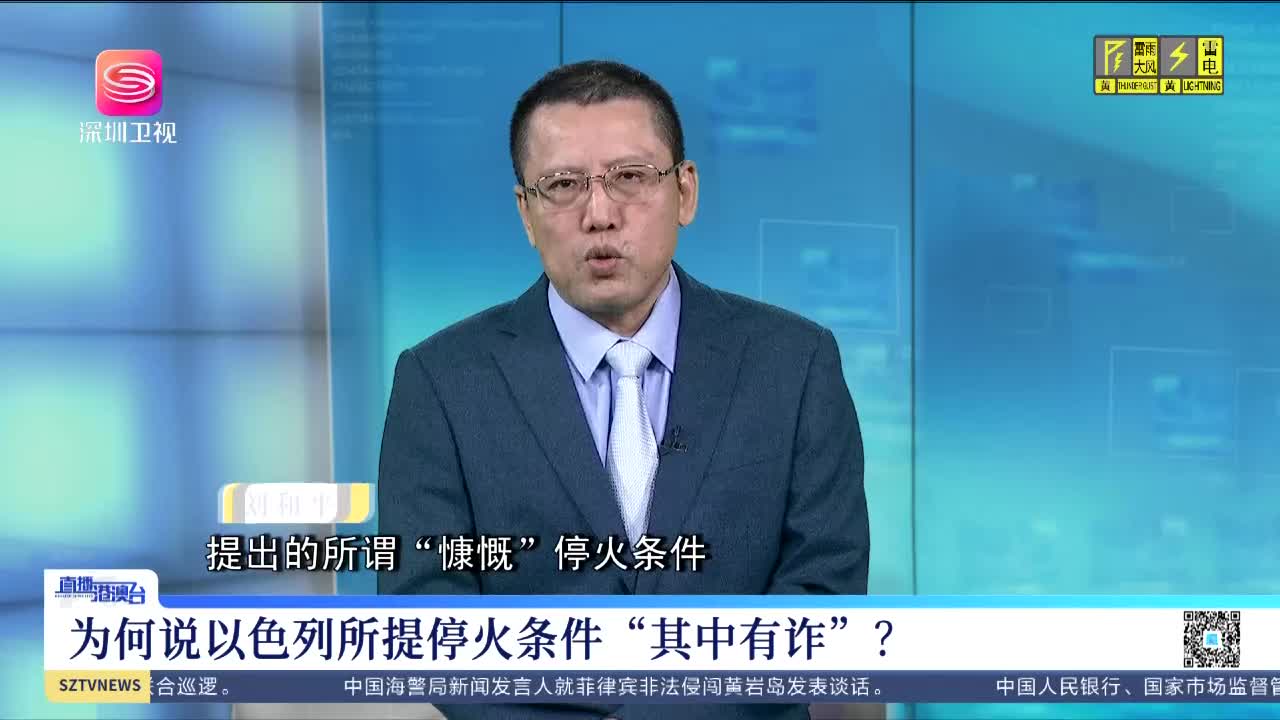 深圳卫视
雷雨大风
黄
THUNDER GUST
雷电
黄
LIGHTNING
刘和平
提出的所谓“慷慨”停火条件
直播港澳台
为何说以色列所提停火条件“其中有诈”？
SZTVNEWS
合巡逻。 中国海警局新闻发言人就菲律宾非法侵闯黄岩岛发表谈话。 中国人民银行、国家市场监督管